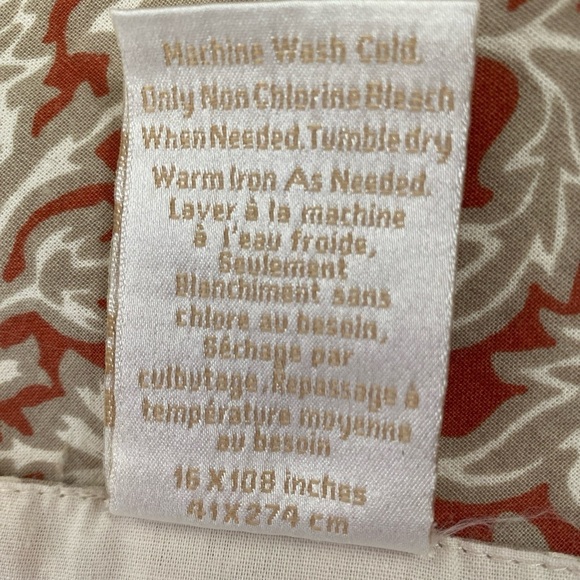 Machine Wash Cold.
Only Non Chlorine Bleach
When Needed. Tumble dry
Warm Iron As Needed.
Laver à la machine
à l'eau froide,
Seulement
Blanchiment sans
chlore au besoin,
Séchage par
culbutage, Repassage à
température moyenne
au besoin
16 X 108 inches
41 X 274 cm